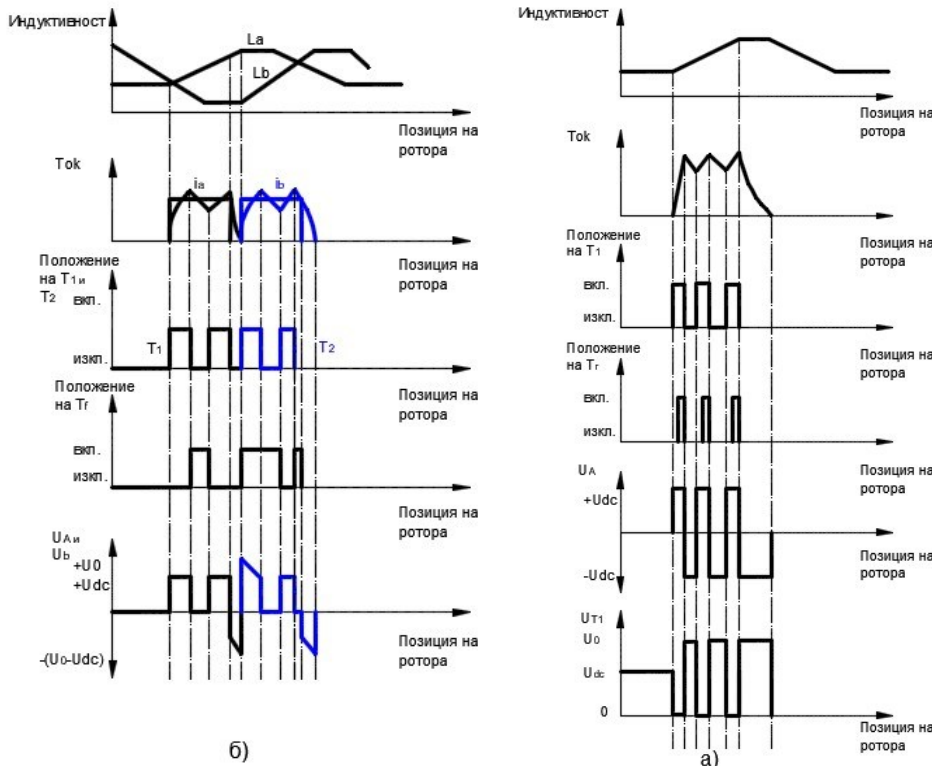 Индуктивност
La
Lb
Позиция на
ротора
Ток
ia
ib
Позиция на
ротора
Положение
на T1 и
T2
вкл.
T1
изкл.
T2
Позиция на
ротора
Положение
на Tr
вкл.
изкл.
Позиция на
ротора
UA и
Ub
+U0
+Udc
-(U0-Udc)
Позиция на
ротора
б)
Индуктивност
Позиция на
ротора
Ток
Позиция на
ротора
Положение
на T1
вкл.
изкл.
Позиция на
ротора
Положение
на Tr
вкл.
изкл.
Позиция на
ротора
UA
+Udc
-Udc
Позиция на
ротора
UT1
U0
Udc
0
Позиция на
ротора
а)